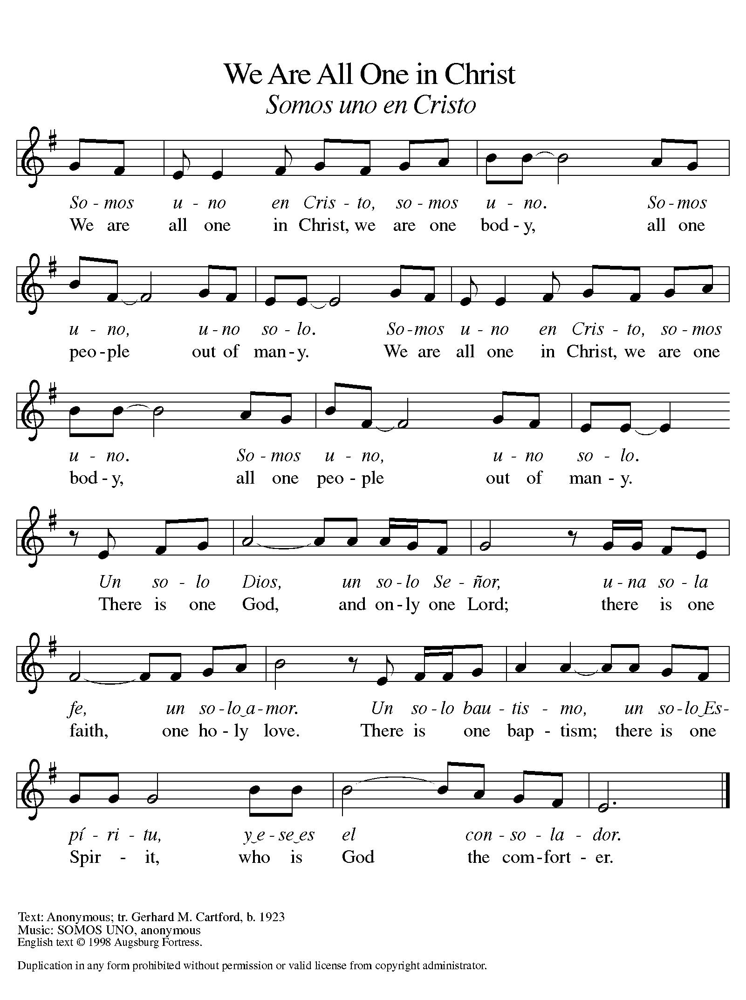 We Are All One in Christ
Somos uno en Cristo
So - mos u - no en Cris - to, so - mos u - no. So - mos
We are all one in Christ, we are one bod - y, all one
u - no, u - no so - lo. So - mos u - no en Cris - to, so - mos
peo - ple out of man - y. We are all one in Christ, we are one
u - no. So - mos u - no, u - no so - lo.
bod - y, all one peo - ple out of man - y.
Un so - lo Dios, un so - lo Se - ñor, u - na so - la
There is one God, and on - ly one Lord; there is one
fe, un so - lo‿a - mor. Un so - lo bau - tis - mo, un so - lo‿Es -
faith, one ho - ly love. There is one bap - tism; there is one
pí - ri - tu, y‿e - se‿es el con - so - la - dor.
Spir - it, who is God the com - fort - er.
Text: Anonymous; tr. Gerhard M. Cartford, b. 1923
Music: SOMOS UNO, anonymous
English text © 1998 Augsburg Fortress.
Duplication in any form prohibited without permission or valid license from copyright administrator.